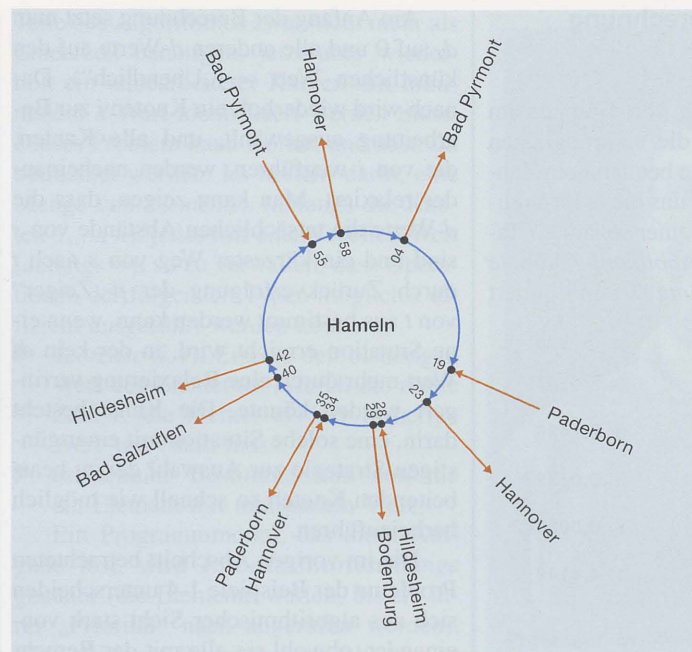 Bad Pyrmont
Hannover
Bad Pyrmont
55
58
04
Hameln
42
40
19
23
Hildesheim
Bad Salzuflen
35
34
29
28
Paderborn
Hannover
Paderborn
Hannover
Bodenburg
Hildesheim